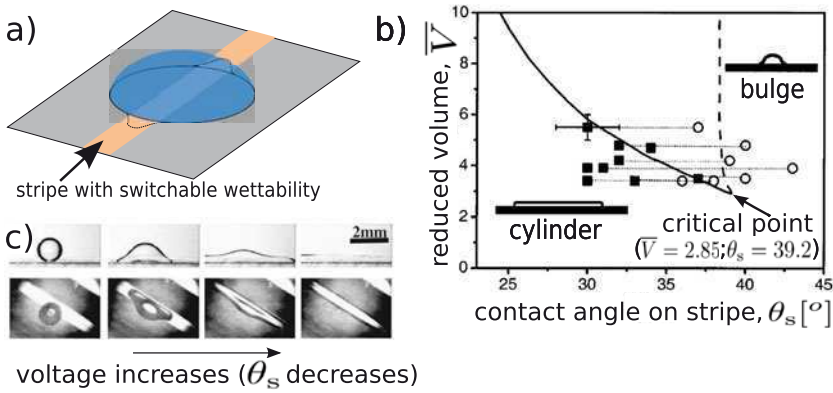 a)
stripe with switchable wettability
b)
reduced volume, V̅
10
8
6
4
2
0
bulge
cylinder
critical point
(V̅ = 2.85;θs = 39.2)
25 30 35 40 45
contact angle on stripe, θs[°]
c)
2mm
voltage increases (θs decreases)